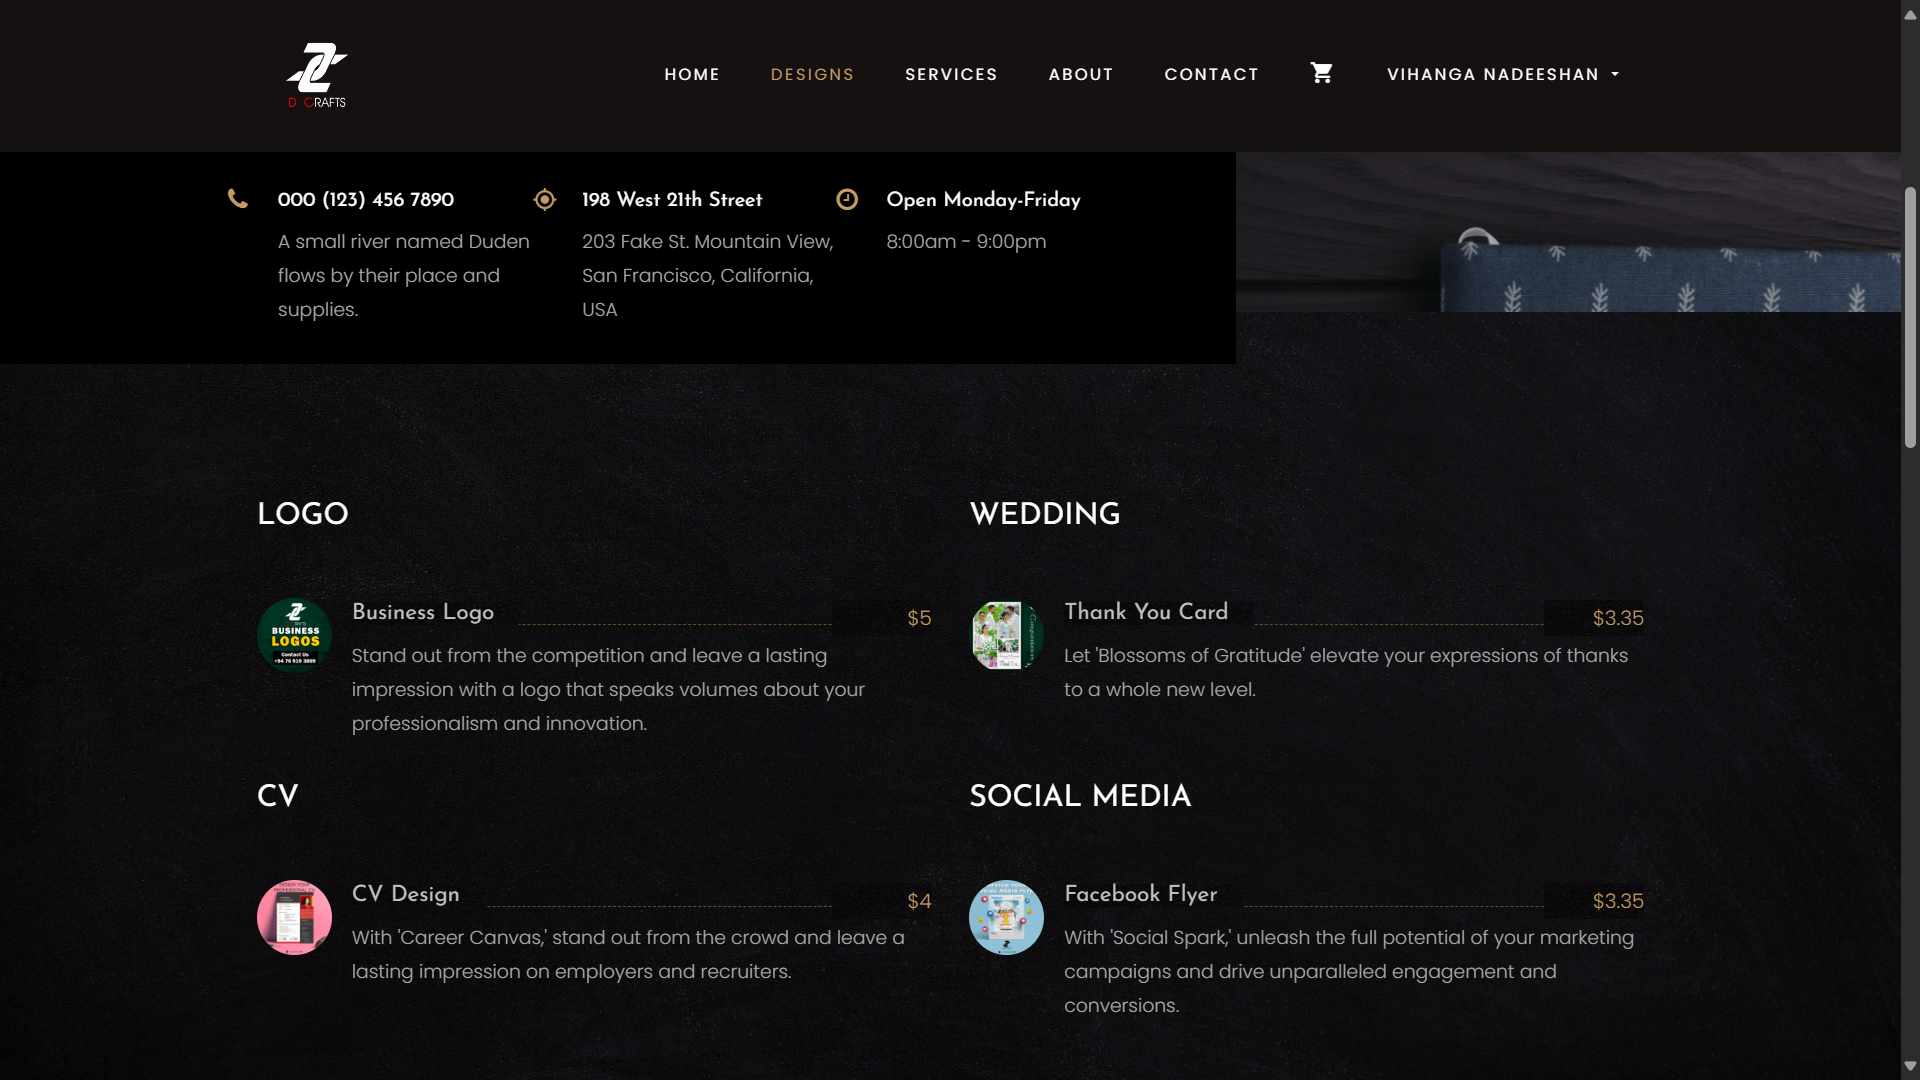 D CRAFTS
HOME
DESIGNS
SERVICES
ABOUT
CONTACT
VIHANGA NADEESHAN
000 (123) 456 7890
A small river named Duden
flows by their place and
supplies.
198 West 21th Street
203 Fake St. Mountain View,
San Francisco, California,
USA
Open Monday-Friday
8:00am - 9:00pm
LOGO
BUSINESS
LOGOS
Contact Us
Business Logo
$5
Stand out from the competition and leave a lasting
impression with a logo that speaks volumes about your
professionalism and innovation.
WEDDING
Thank You Card
$3.35
Let 'Blossoms of Gratitude' elevate your expressions of thanks
to a whole new level.
CV
CV Design
$4
With 'Career Canvas,' stand out from the crowd and leave a
lasting impression on employers and recruiters.
SOCIAL MEDIA
Facebook Flyer
$3.35
With 'Social Spark,' unleash the full potential of your marketing
campaigns and drive unparalleled engagement and
conversions.